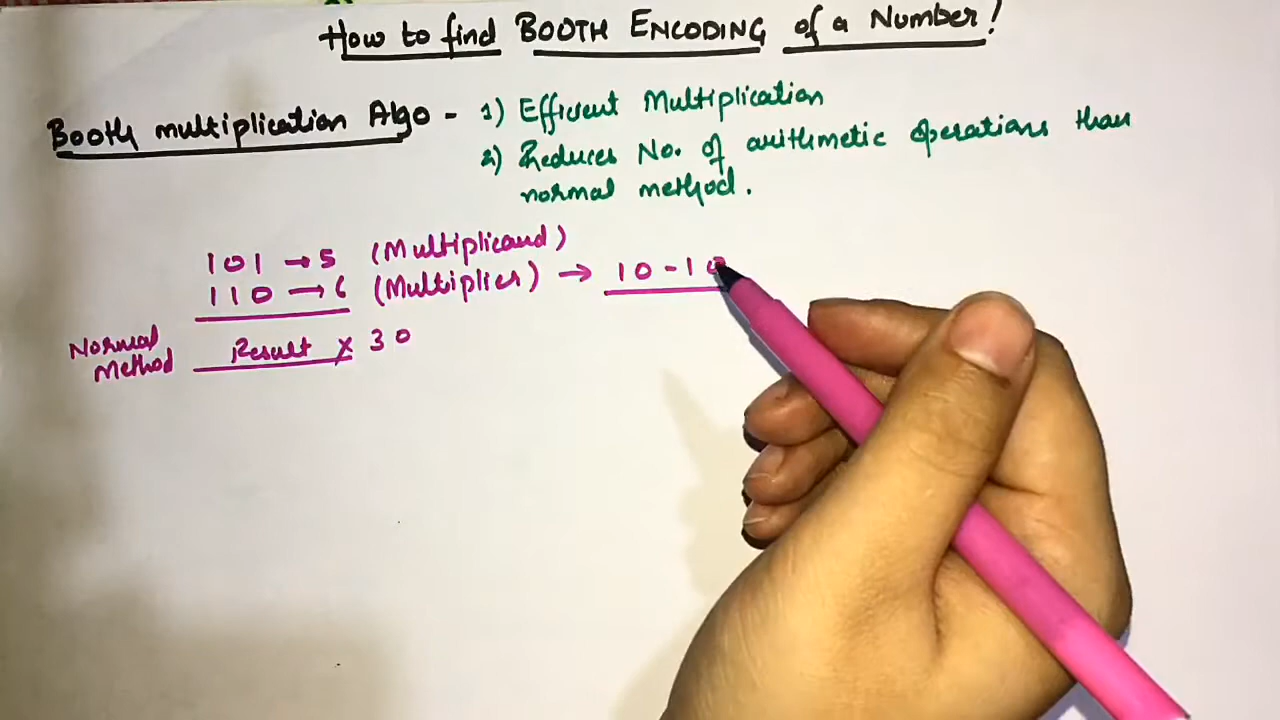 How to find BOOTH ENCODING of a Number!
Booth multiplication Algo - 1) Efficient Multiplication
2) Reduces No. of arithmetic operations than
normal method.
101 → 5 (Multiplicand)
110 → 6 (Multiplier) → 10-10
Normal Method Result × 30